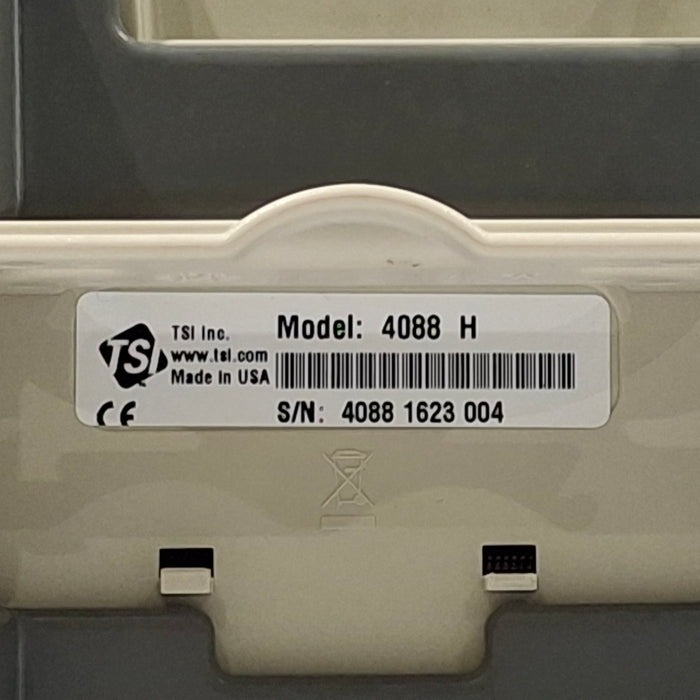 TSI
TSI Inc.
www.tsi.com
Made in USA
CE
Model: 4088 H
S/N: 4088 1623 004